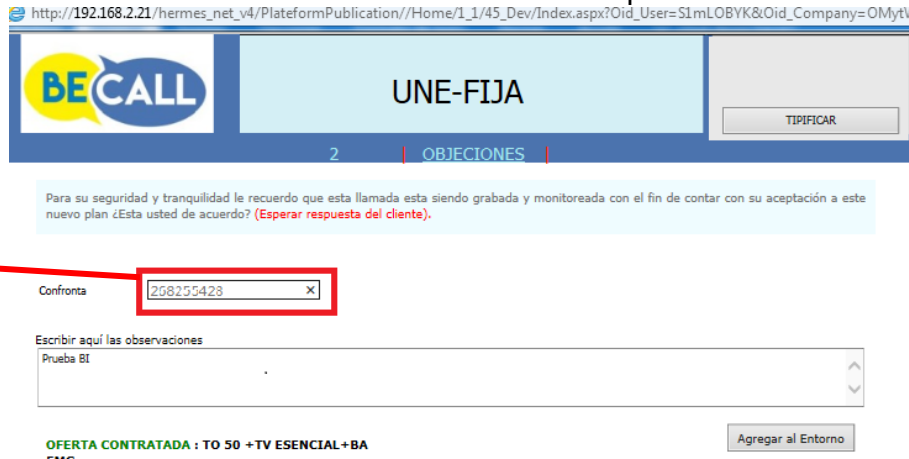 http://192.168.2.21/hermes_net_v4/PlateformPublication//Home/1_1/45_Dev/Index.aspx?Oid_User=S1mLOBYK&Oid_Company=OMyt
BECALL
UNE-FIJA
TIPIFICAR
2 | OBJECIONES |
Para su seguridad y tranquilidad le recuerdo que esta llamada esta siendo grabada y monitoreada con el fin de contar con su aceptación a este
nuevo plan ¿Esta usted de acuerdo? (Esperar respuesta del cliente).
Confronta 268255428 ×
Escribir aquí las observaciones
Prueba BI
Agregar al Entorno
OFERTA CONTRATADA : TO 50 +TV ESENCIAL+BA